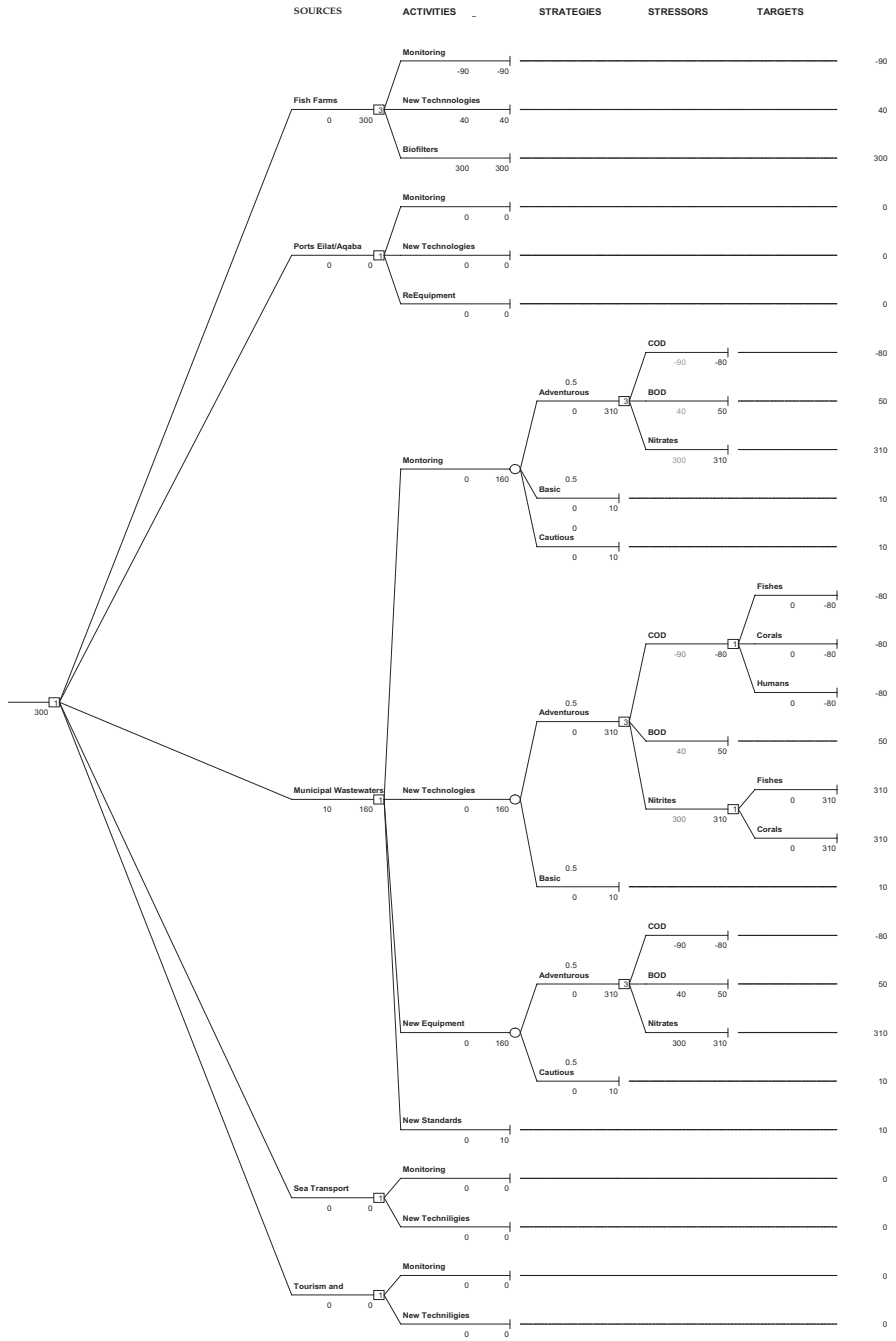 SOURCES ACTIVITIES _ STRATEGIES STRESSORS TARGETS
Monitoring
-90 -90 -90
Fish Farms 3 New Technnologies
0 300 40 40 40
Biofilters
300 300 300
Monitoring
0 0 0
Ports Eilat/Aqaba 1 New Technologies
0 0 0 0 0
ReEquipment
0 0 0
COD
-90 -80 -80
0.5
Adventurous 3 BOD
0 310 40 50 50
Nitrates
300 310 310
Montoring
0 160
0.5
Basic
0 10 10
0
Cautious
0 10 10
Fishes
0 -80 -80
COD 1 Corals
-90 -80 0 -80 -80
Humans
0 -80 -80
300 1
0.5
Adventurous 3
0 310
BOD
40 50 50
Fishes
0 310 310
Nitrites 1
300 310
Corals
0 310 310
Municipal Wastewaters 1 New Technologies
10 160 0 160
0.5
Basic
0 10 10
COD
-90 -80 -80
0.5
Adventurous 3 BOD
0 310 40 50 50
Nitrates
300 310 310
New Equipment
0 160
0.5
Cautious
0 10 10
New Standards
0 10 10
Monitoring
0 0 0
Sea Transport 1
0 0
New Techniligies
0 0 0
Monitoring
0 0 0
Tourism and 1
0 0
New Techniligies
0 0 0